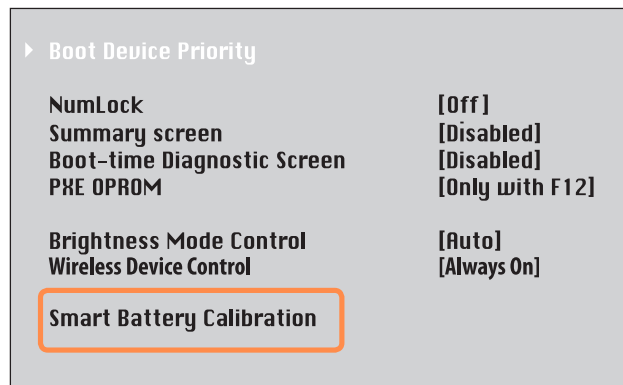 Boot Device Priority
NumLock [Off]
Summary screen [Disabled]
Boot-time Diagnostic Screen [Disabled]
PXE OPROM [Only with F12]
Brightness Mode Control [Auto]
Wireless Device Control [Always On]
Smart Battery Calibration